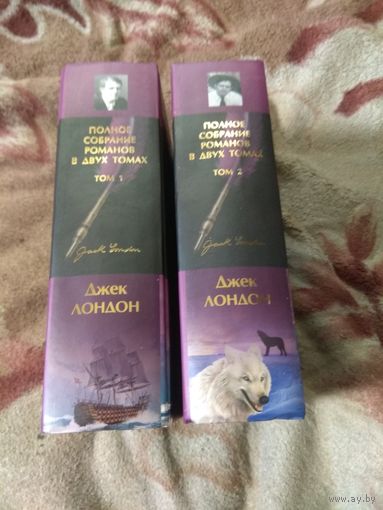 ПОЛНОЕ
СОБРАНИЕ
РОМАНОВ
В ДВУХ ТОМАХ
ТОМ 1
Jack London
Джек
ЛОНДОН
ПОЛНОЕ
СОБРАНИЕ
РОМАНОВ
В ДВУХ ТОМАХ
ТОМ 2
Jack London
Джек
ЛОНДОН
www.ay.by